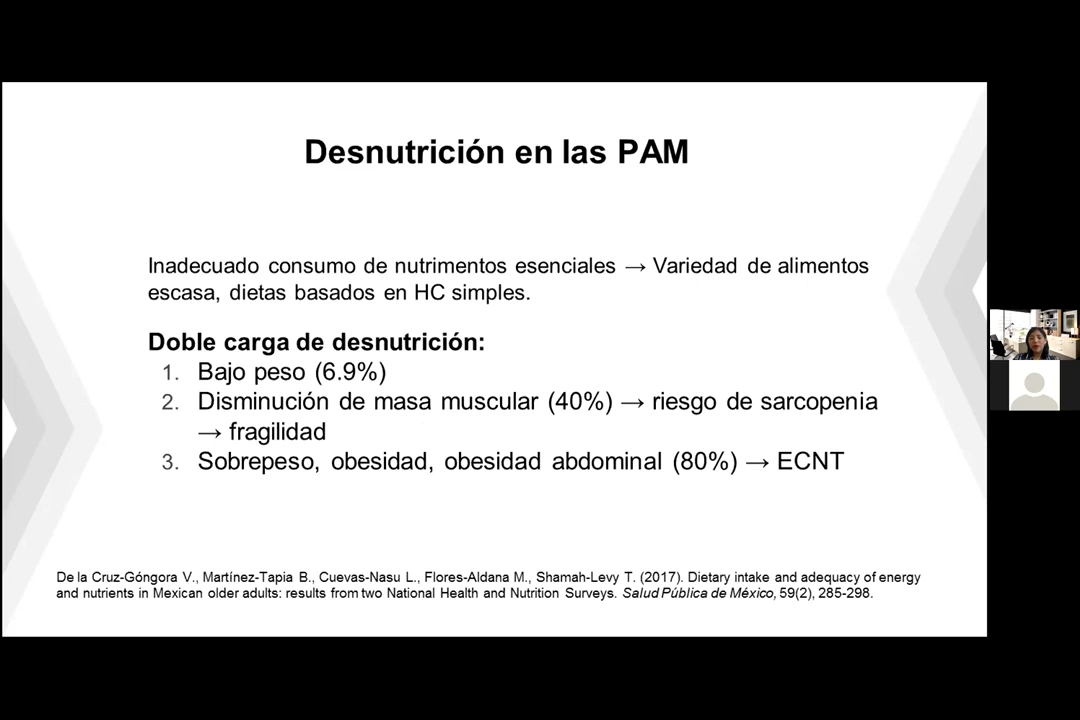 Desnutrición en las PAM
Inadecuado consumo de nutrimentos esenciales → Variedad de alimentos
escasa, dietas basados en HC simples.
Doble carga de desnutrición:
1. Bajo peso (6.9%)
2. Disminución de masa muscular (40%) → riesgo de sarcopenia
→ fragilidad
3. Sobrepeso, obesidad, obesidad abdominal (80%) → ECNT
De la Cruz-Góngora V., Martínez-Tapia B., Cuevas-Nasu L., Flores-Aldana M., Shamah-Levy T. (2017). Dietary intake and adequacy of energy
and nutrients in Mexican older adults: results from two National Health and Nutrition Surveys. Salud Pública de México, 59(2), 285-298.